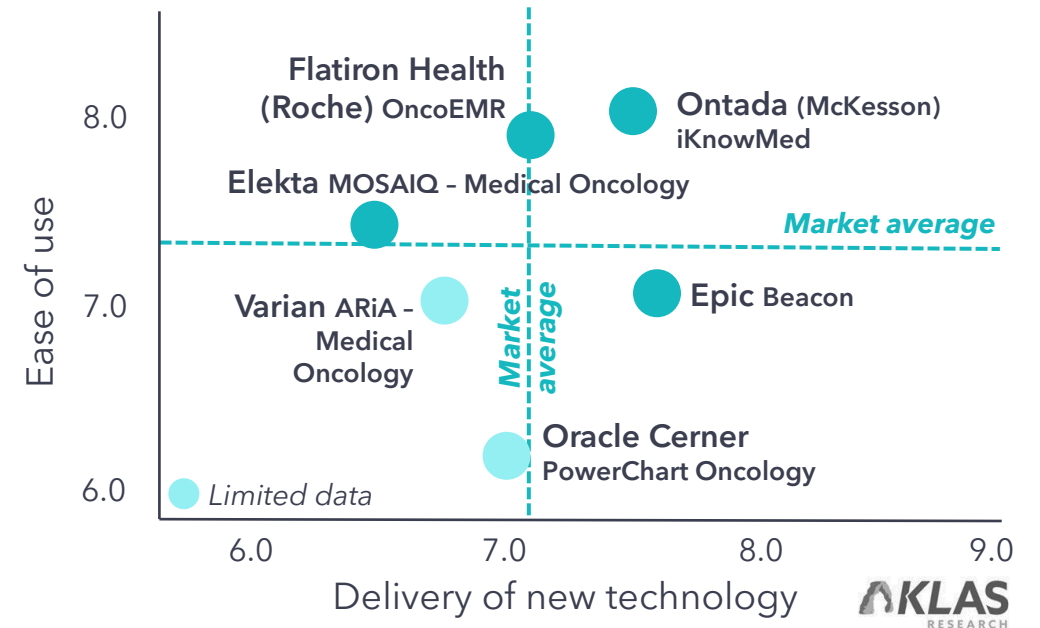 Flatiron Health
(Roche) OncoEMR
Ontada (McKesson)
iKnowMed
8.0
Elekta MOSAIQ – Medical Oncology
Market average
Ease of use
7.0
Varian ARiA –
Medical
Oncology
Market
average
Epic Beacon
Oracle Cerner
PowerChart Oncology
6.0
Limited data
6.0
7.0
8.0
9.0
Delivery of new technology
KLAS
RESEARCH